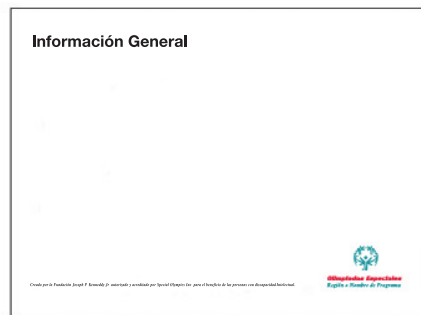 Información General
Olimpiadas Especiales
Región o Nombre de Programa
Creado por la Fundación Joseph P. Kennedy Jr. autorizado y acreditado por Special Olympics Inc. para el beneficio de las personas con discapacidad intelectual.